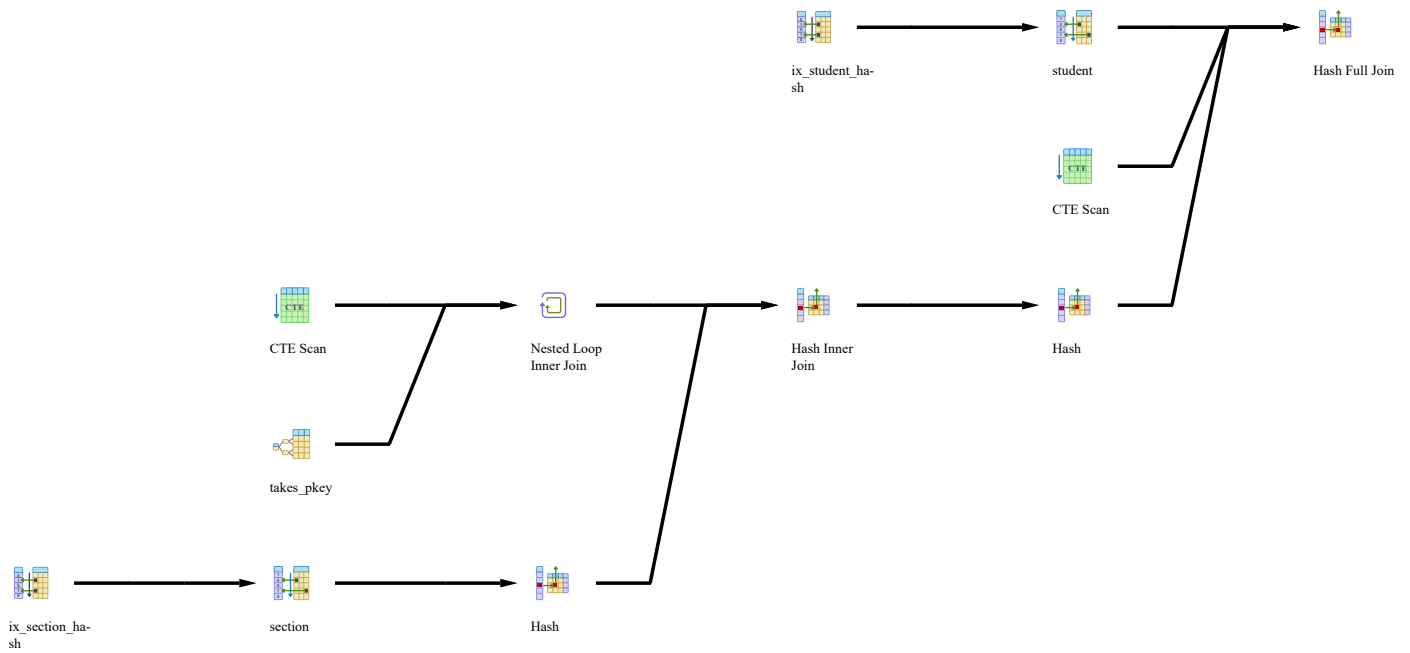 ix_student_ha-
sh
student
Hash Full Join
CTE
CTE Scan
CTE
CTE Scan
Nested Loop
Inner Join
Hash Inner
Join
Hash
takes_pkey
ix_section_ha-
sh
section
Hash